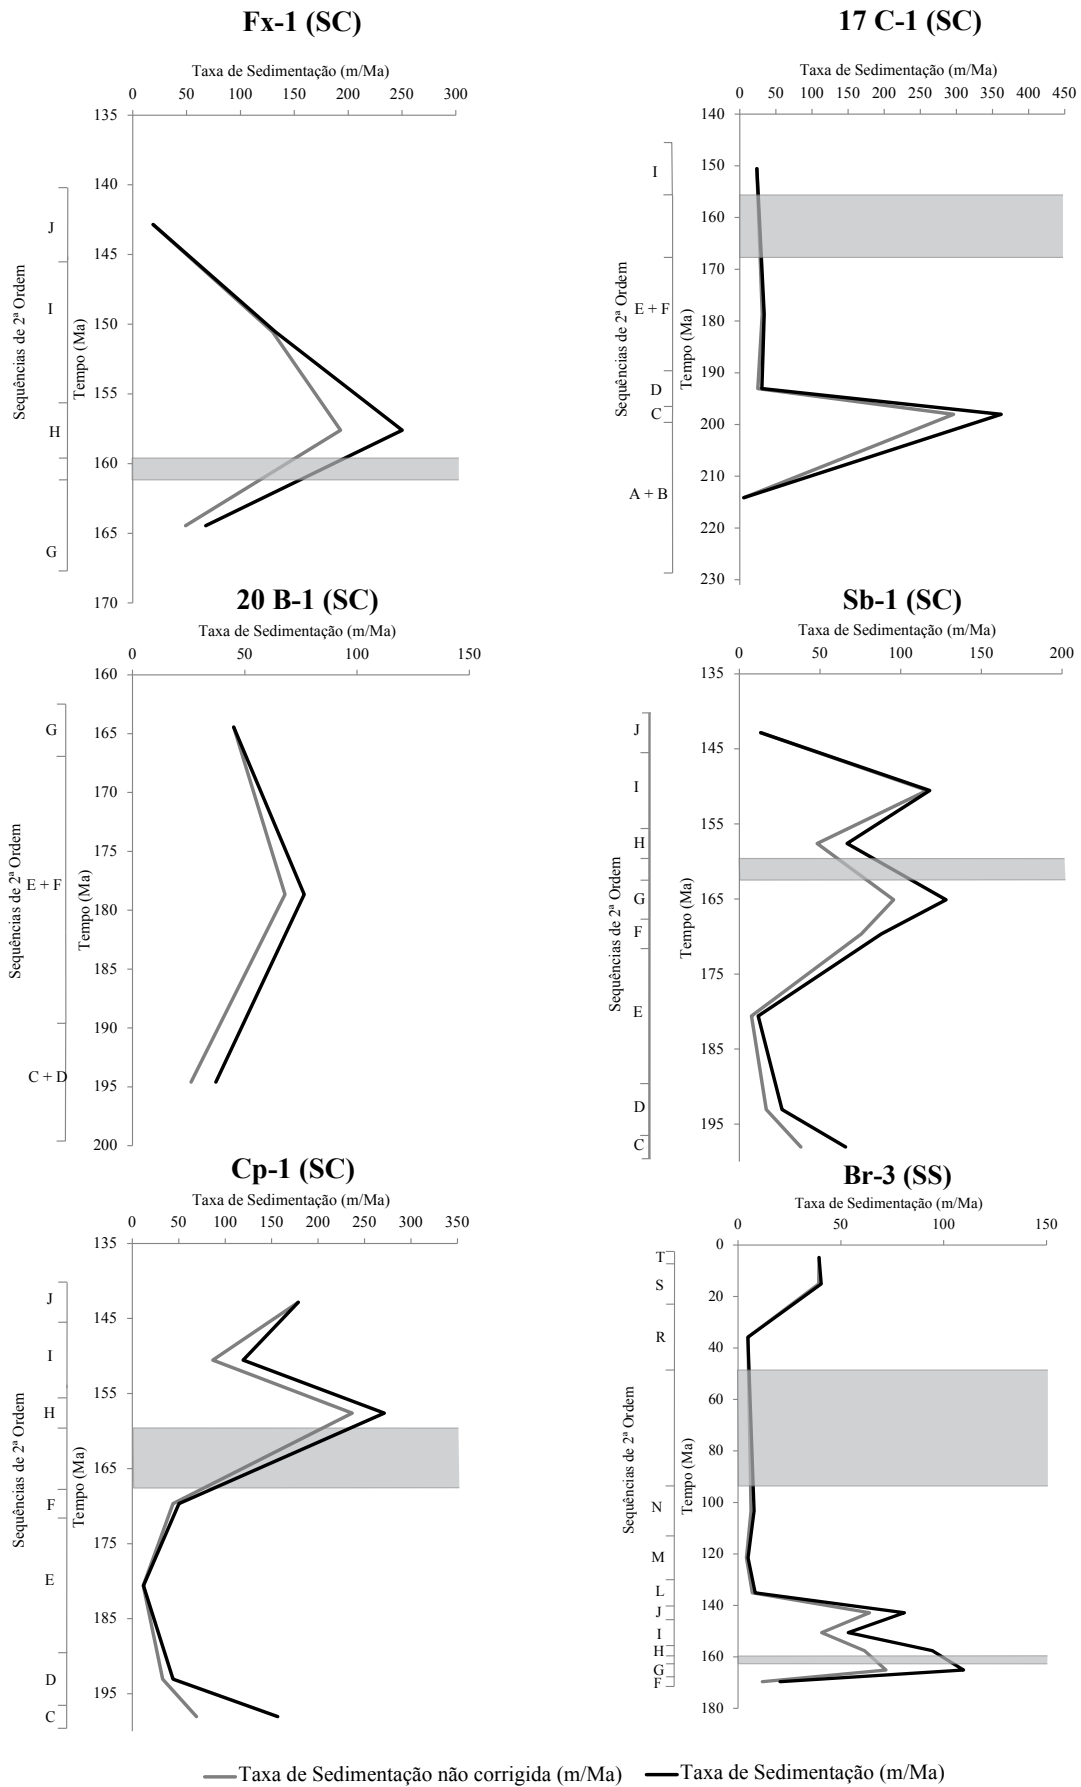 Fx-1 (SC)
Taxa de Sedimentação (m/Ma)
0 50 100 150 200 250 300
135
140
145
150
155
160
165
170
Tempo (Ma)
Sequências de 2ª Ordem
J
I
H
G
17 C-1 (SC)
Taxa de Sedimentação (m/Ma)
0 50 100 150 200 250 300 350 400 450
140
150
160
170
180
190
200
210
220
230
Tempo (Ma)
Sequências de 2ª Ordem
I
E + F
D
C
A + B
20 B-1 (SC)
Taxa de Sedimentação (m/Ma)
0 50 100 150
160
165
170
175
180
185
190
195
200
Tempo (Ma)
Sequências de 2ª Ordem
G
E + F
C + D
Sb-1 (SC)
Taxa de Sedimentação (m/Ma)
0 50 100 150 200
135
145
155
165
175
185
195
Tempo (Ma)
Sequências de 2ª Ordem
J
I
H
G
F
E
D
C
Cp-1 (SC)
Taxa de Sedimentação (m/Ma)
0 50 100 150 200 250 300 350
135
145
155
165
175
185
195
Tempo (Ma)
Sequências de 2ª Ordem
J
I
H
F
E
D
C
Br-3 (SS)
Taxa de Sedimentação (m/Ma)
0 50 100 150
0
20
40
60
80
100
120
140
160
180
Tempo (Ma)
Sequências de 2ª Ordem
T
S
R
N
M
L
J
I
H
G
F
Taxa de Sedimentação não corrigida (m/Ma) Taxa de Sedimentação (m/Ma)